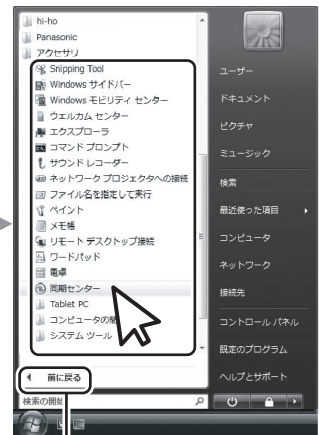 hi-ho
Panasonic
アクセサリ
Snipping Tool
Windows サイドバー
Windows モビリティ センター
ウェルカム センター
エクスプローラ
コマンド プロンプト
サウンド レコーダー
ネットワーク プロジェクタへの接続
ファイル名を指定して実行
ペイント
メモ帳
リモート デスクトップ接続
ワードパッド
電卓
同期センター
Tablet PC
コンピュータの簡
システム ツール
前に戻る
検索の開始
ユーザー
ドキュメント
ピクチャ
ミュージック
検索
最近使った項目
コンピュータ
ネットワーク
接続先
コントロール パネル
既定のプログラム
ヘルプとサポート